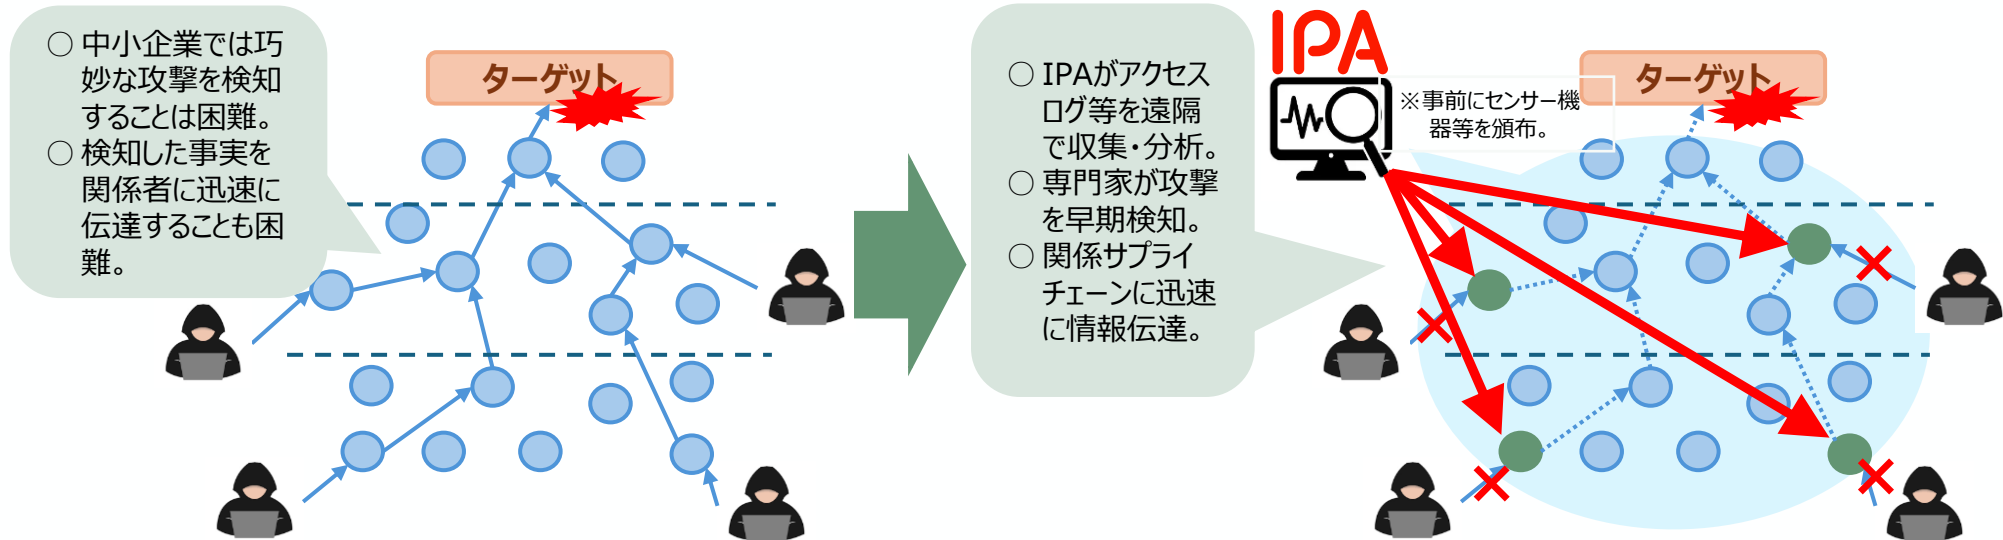 ○ 中小企業では巧
妙な攻撃を検知
することは困難。
○ 検知した事実を
関係者に迅速に
伝達することも困
難。
ターゲット
○ IPAがアクセス
ログ等を遠隔
で収集・分析。
○ 専門家が攻撃
を早期検知。
○ 関係サプライ
チェーンに迅速
に情報伝達。
IPA
※事前にセンサー機
器等を頒布。
ターゲット